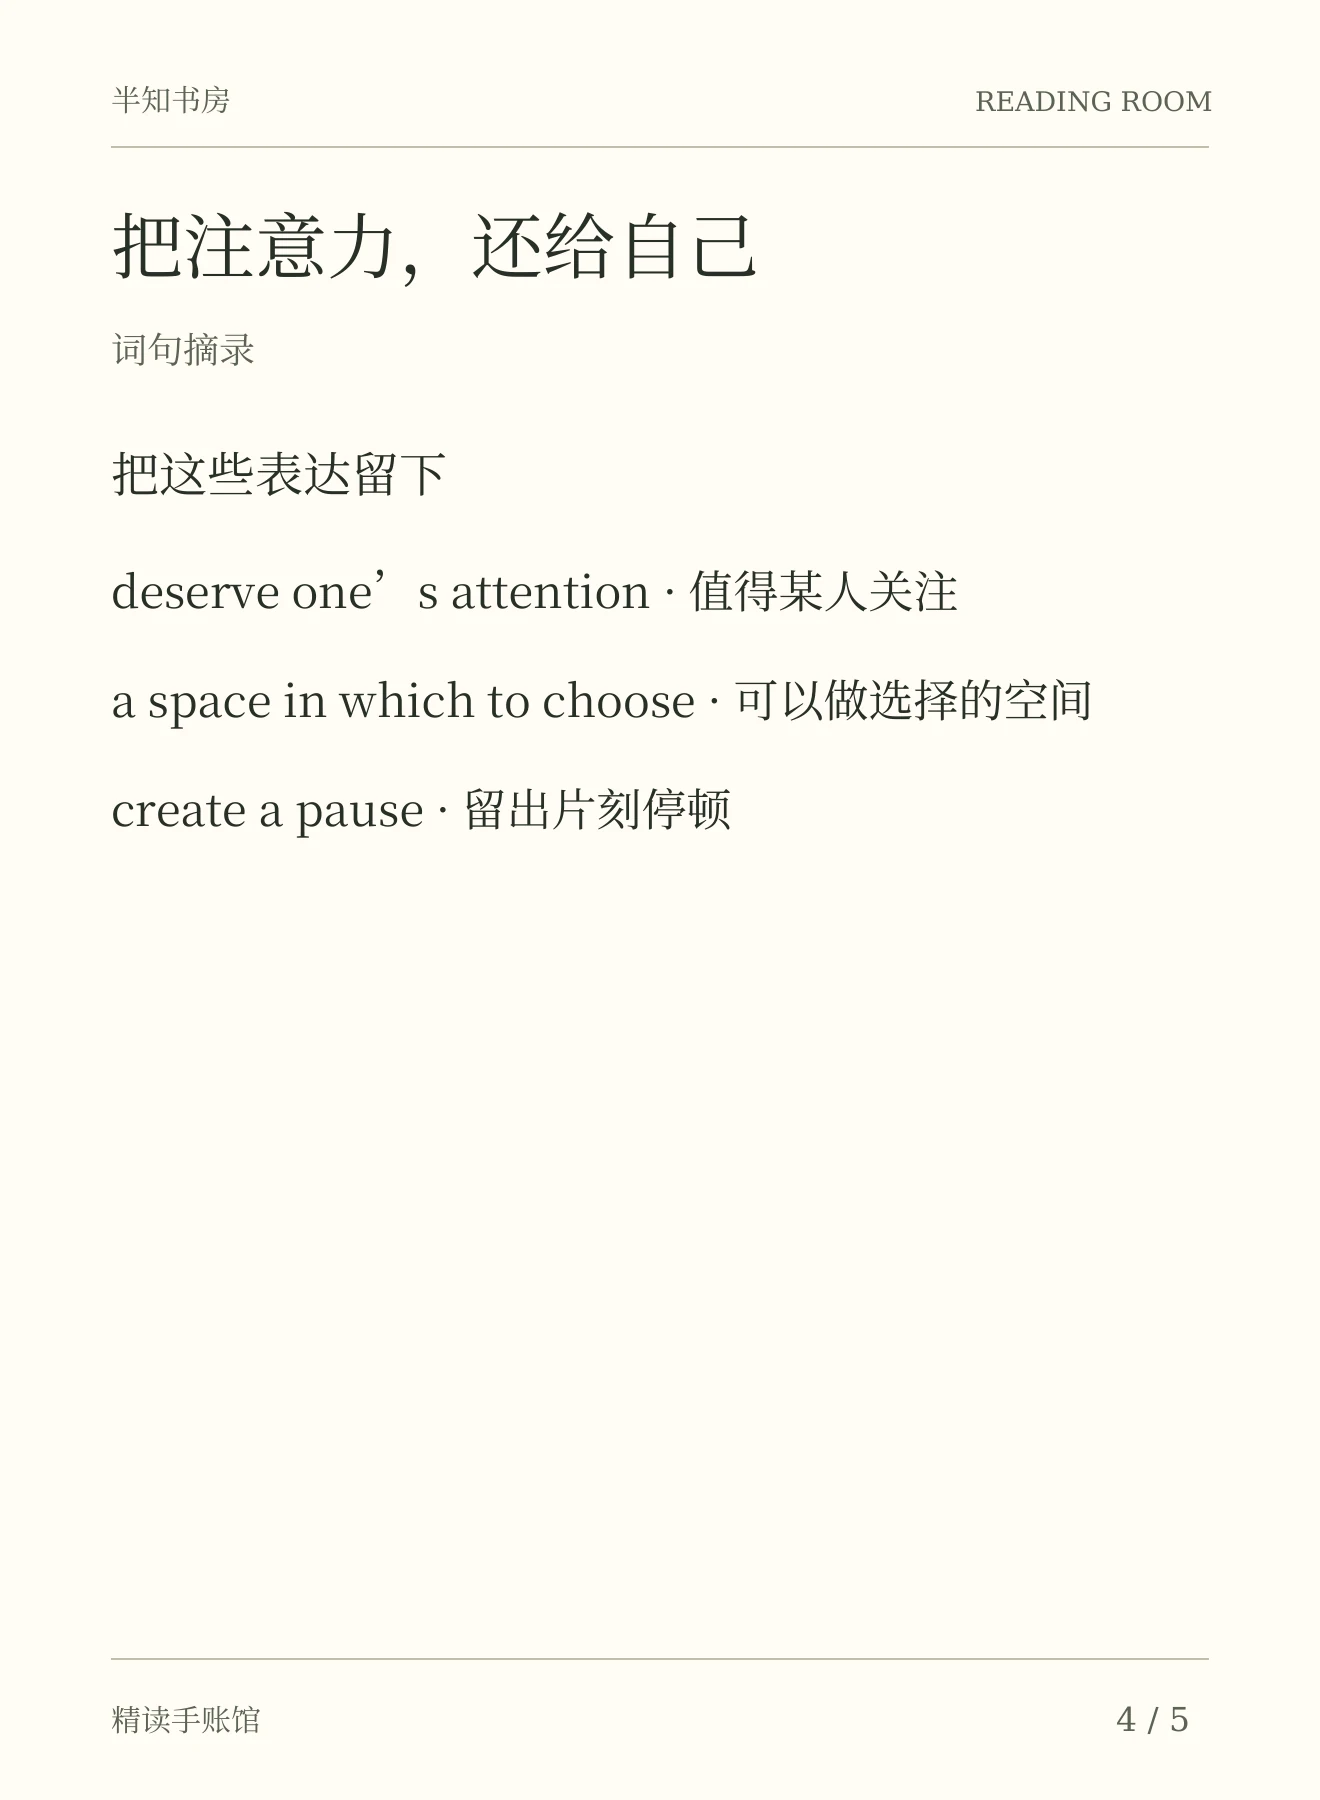 半知书房
READING ROOM
把注意力，还给自己
词句摘录
把这些表达留下
deserve one’s attention · 值得某人关注
a space in which to choose · 可以做选择的空间
create a pause · 留出片刻停顿
精读手账馆
4 / 5